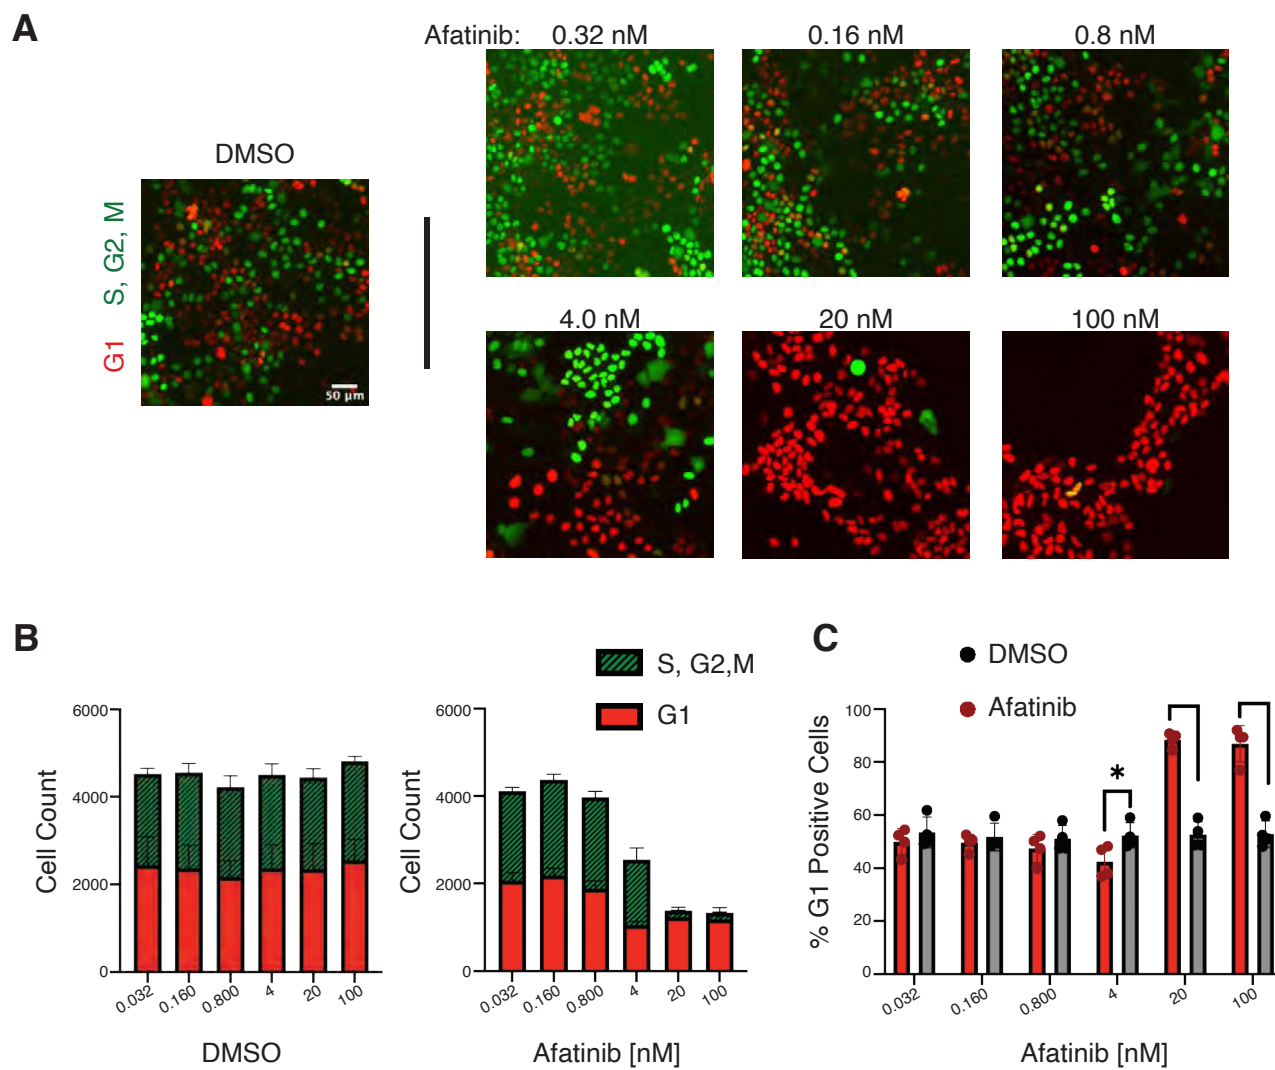 A
Afatinib: 0.32 nM 0.16 nM 0.8 nM
DMSO
G1 S, G2, M
50 µm
4.0 nM 20 nM 100 nM
B
S, G2,M
G1
Cell Count
6000
4000
2000
0
0.032 0.160 0.800 4 20 100
DMSO
Cell Count
6000
4000
2000
0
0.032 0.160 0.800 4 20 100
Afatinib [nM]
C
DMSO
Afatinib
% G1 Positive Cells
100
80
60
40
20
0
*
0.032 0.160 0.800 4 20 100
Afatinib [nM]